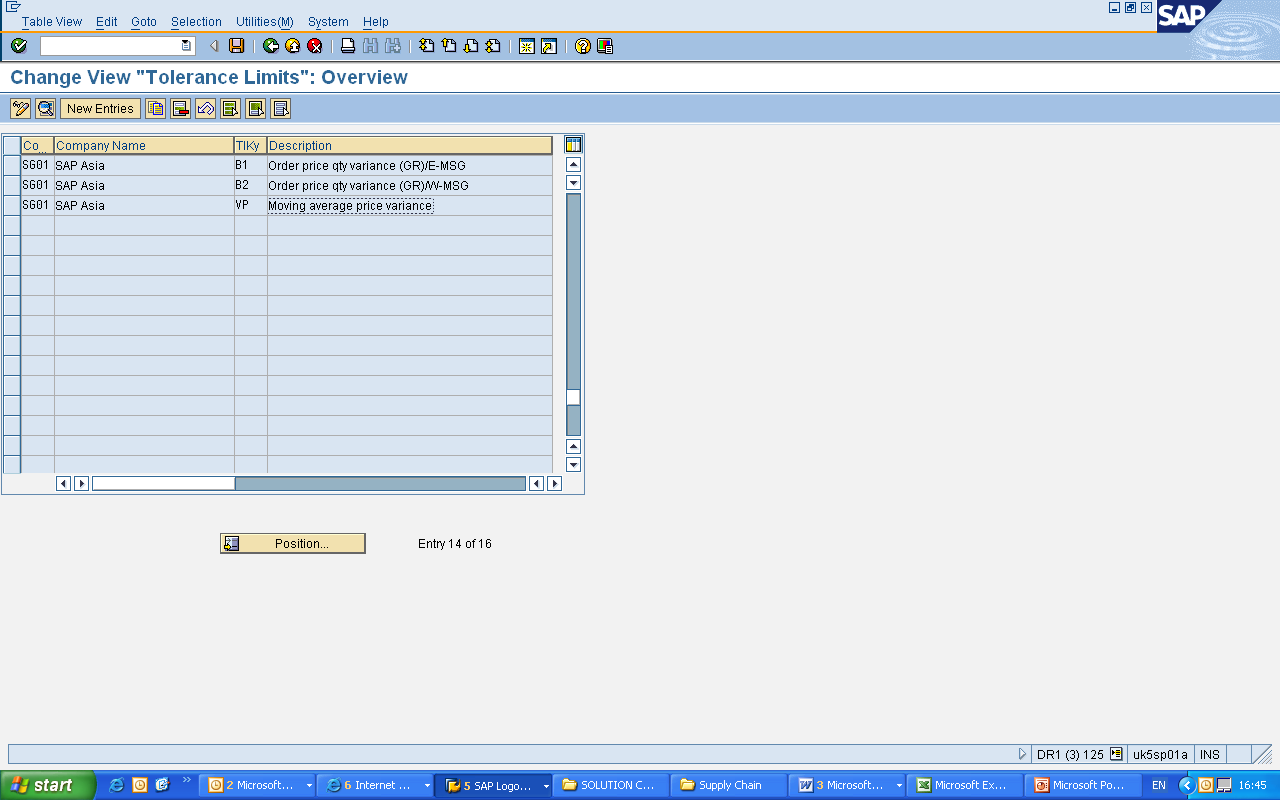 Table View Edit Goto Selection Utilities(M) System Help
SAP
Change View "Tolerance Limits": Overview
New Entries
Co... Company Name TlKy Description
SG01 SAP Asia B1 Order price qty variance (GR)/E-MSG
SG01 SAP Asia B2 Order price qty variance (GR)/W-MSG
SG01 SAP Asia VP Moving average price variance
Position... Entry 14 of 16
DR1 (3) 125 uk5sp01a INS
start 2 Microsoft... 6 Internet ... 5 SAP Logo... SOLUTION C... Supply Chain 3 Microsoft... Microsoft Ex... Microsoft Po... EN 16:45